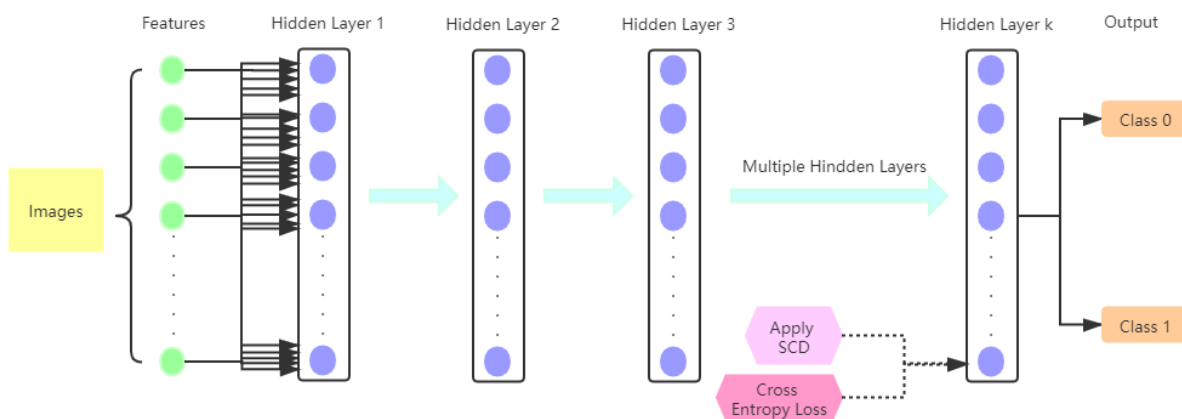 Features
Hidden Layer 1
Hidden Layer 2
Hidden Layer 3
Hidden Layer k
Output
Images
Multiple Hindden Layers
Class 0
Class 1
Apply
SCD
Cross
Entropy Loss